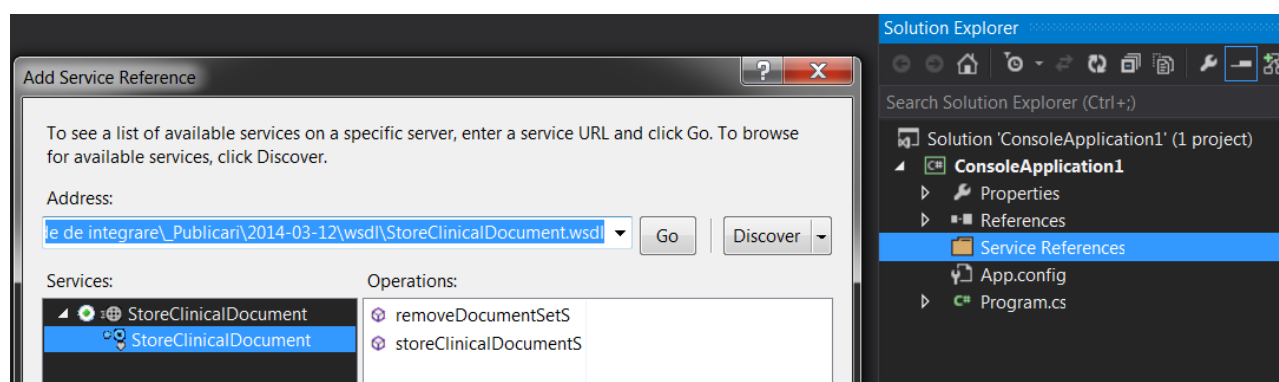 Add Service Reference
To see a list of available services on a specific server, enter a service URL and click Go. To browse
for available services, click Discover.
Address:
de integrare\_Publicari\2014-03-12\wsdl\StoreClinicalDocument.wsdl
Go
Discover
Services:
Operations:
StoreClinicalDocument
StoreClinicalDocument
removeDocumentSetS
storeClinicalDocumentS
Solution Explorer
Search Solution Explorer (Ctrl+;)
Solution 'ConsoleApplication1' (1 project)
C# ConsoleApplication1
Properties
References
Service References
App.config
C# Program.cs